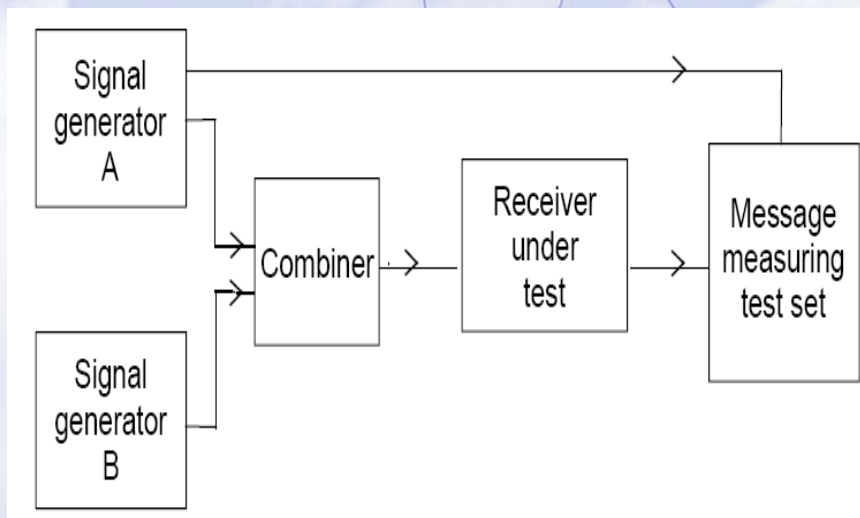 Signal
generator
A
Combiner
Receiver
under
test
Message
measuring
test set
Signal
generator
B